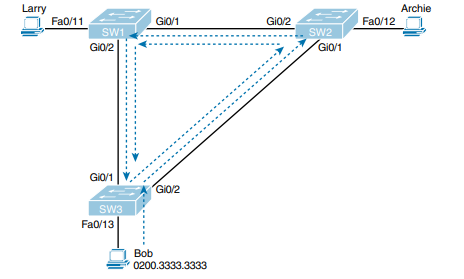 Larry
Fa0/11
Gi0/1
Gi0/2
Fa0/12
Archie
SW1
SW2
Gi0/2
Gi0/1
Gi0/1
Gi0/2
SW3
Fa0/13
Bob
0200.3333.3333